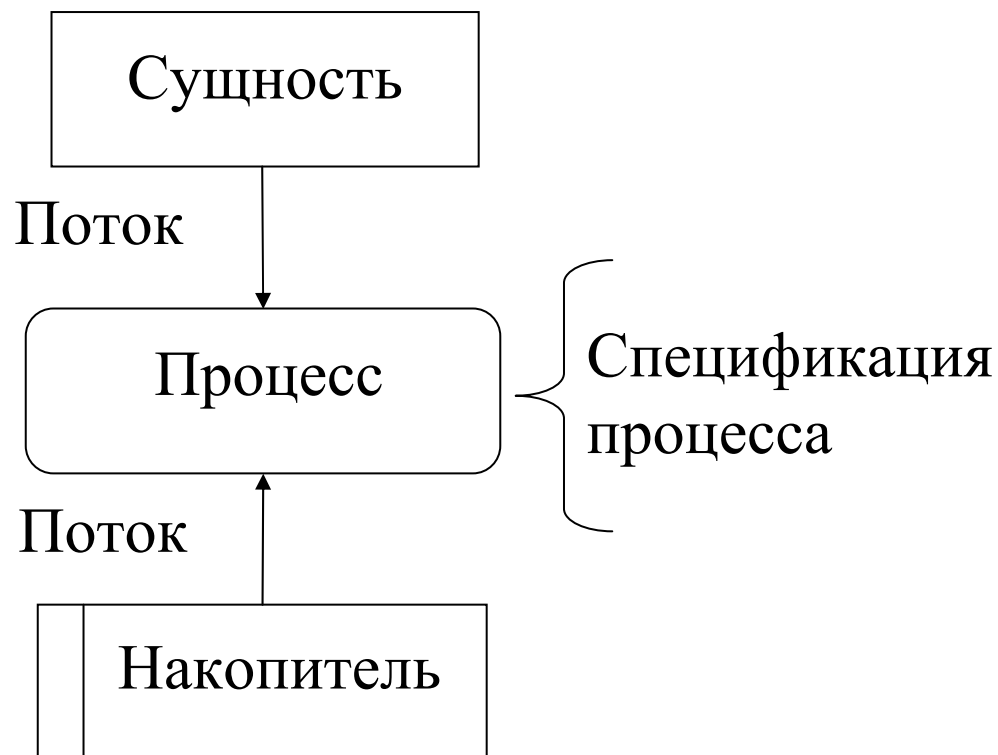 Сущность
Поток
Процесс
Спецификация
процесса
Поток
Накопитель